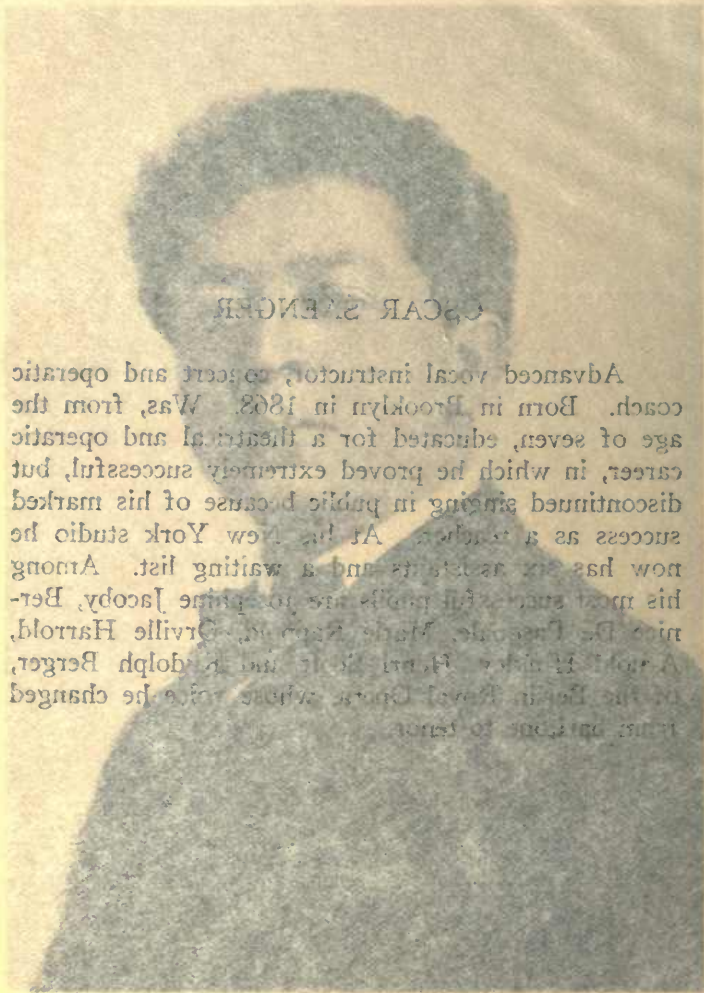 OSCAR SAENGER
Advanced vocal instructor, concert and operatic
coach. Born in Brooklyn in 1868. Was, from the
age of seven, educated for a theatrical and operatic
career, in which he proved extremely successful, but
discontinued singing in public because of his marked
success as a teacher. At his New York studio he
now has six assistants and a waiting list. Among
his most successful pupils are Josephine Jacoby, Ber-
nice De Pasquale, Marie Rappold, Orville Harrold,
Henri Scott and Rudolph Berger,
of the Berlin Royal Opera, whose voice he changed
from baritone to tenor.